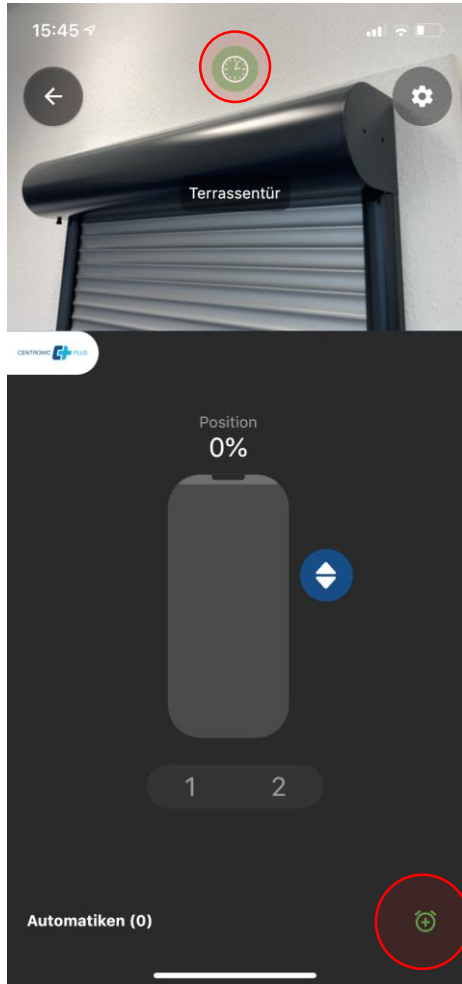 15:45
Terrassentür
CENTRONIC PLUS
Position
0%
1 2
Automatiken (0)